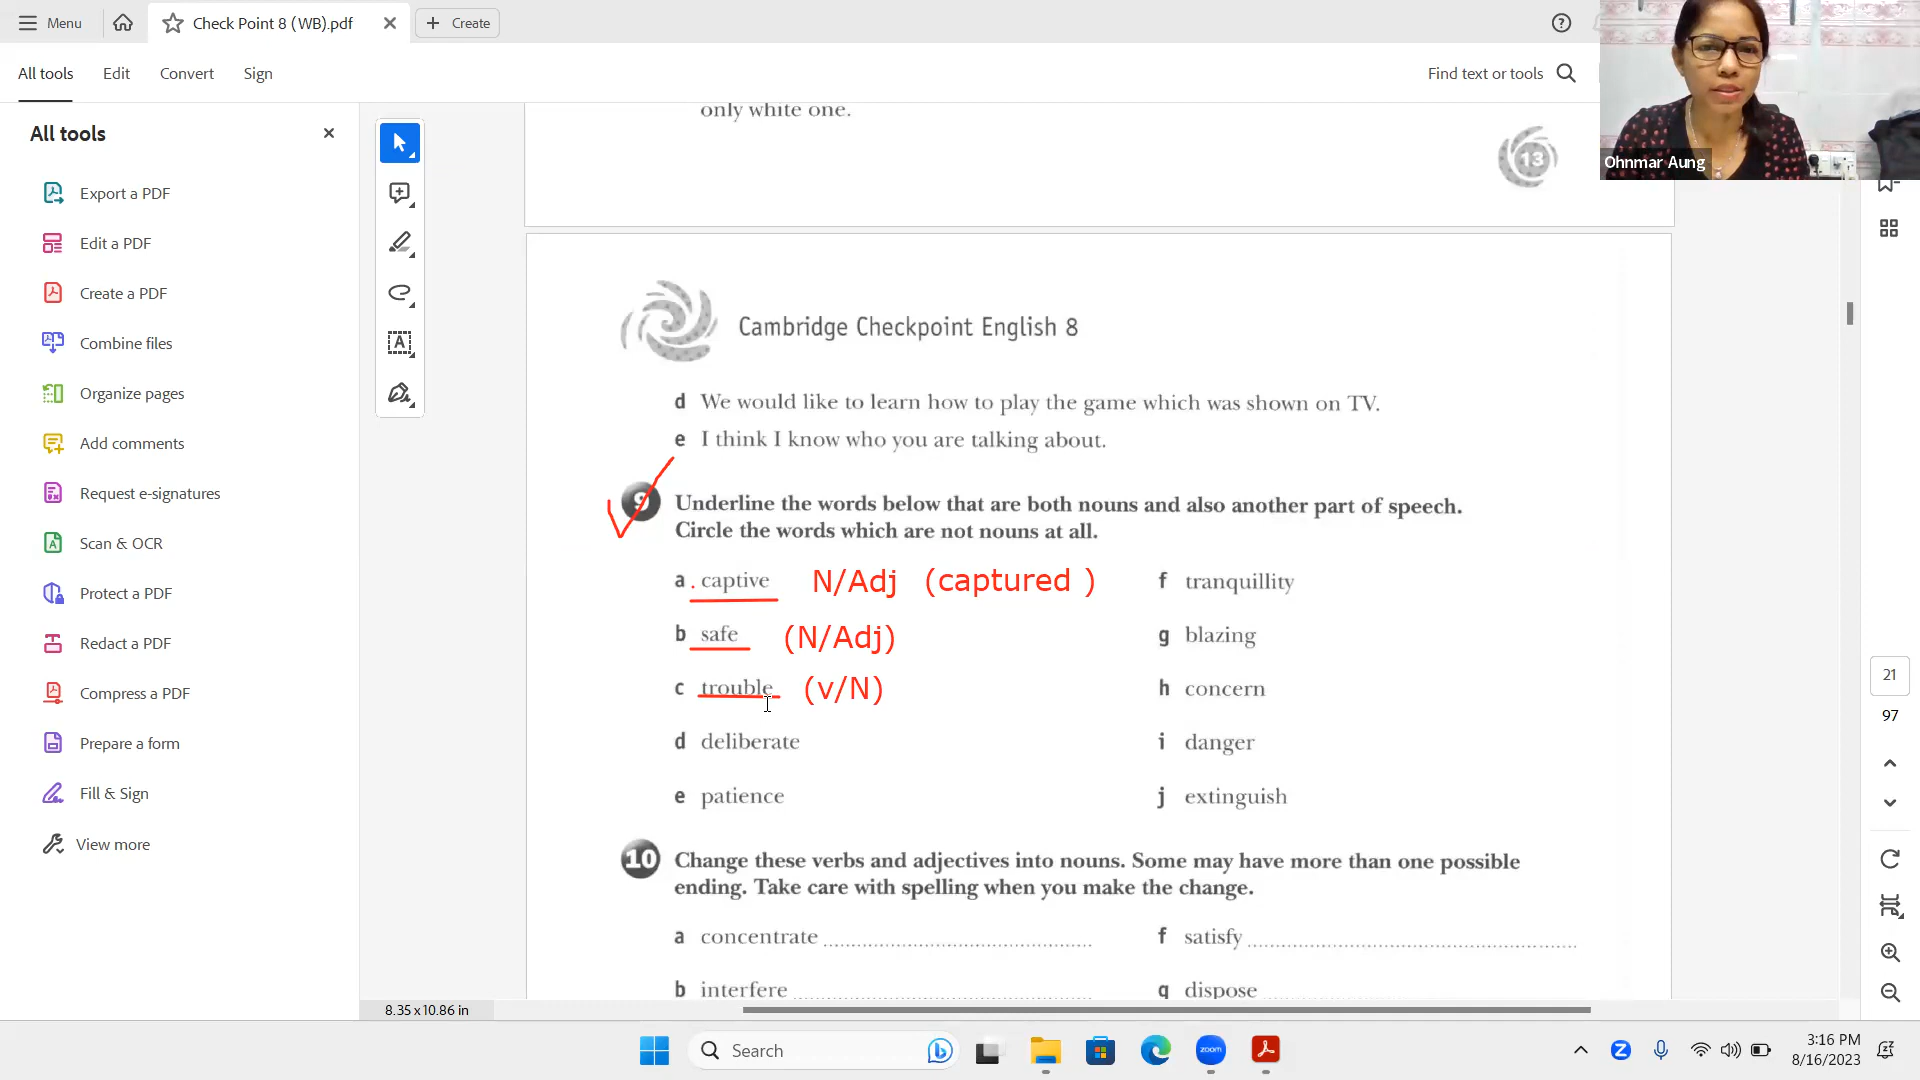 Menu
Check Point 8 (WB).pdf
Create
All tools
Edit
Convert
Sign
Find text or tools
Ohnmar Aung
All tools
Export a PDF
Edit a PDF
Create a PDF
Combine files
Organize pages
Add comments
Request e-signatures
Scan & OCR
Protect a PDF
Redact a PDF
Compress a PDF
Prepare a form
Fill & Sign
View more
only white one.
13
Cambridge Checkpoint English 8
d We would like to learn how to play the game which was shown on TV.
e I think I know who you are talking about.
9 Underline the words below that are both nouns and also another part of speech.
Circle the words which are not nouns at all.
a . captive N/Adj (captured )
b safe (N/Adj)
c trouble (v/N)
d deliberate
e patience
f tranquillity
g blazing
h concern
i danger
j extinguish
10 Change these verbs and adjectives into nouns. Some may have more than one possible
ending. Take care with spelling when you make the change.
a concentrate
f satisfy
b interfere
g dispose
21
97
8.35 x 10.86 in
Search
zoom
3:16 PM
8/16/2023